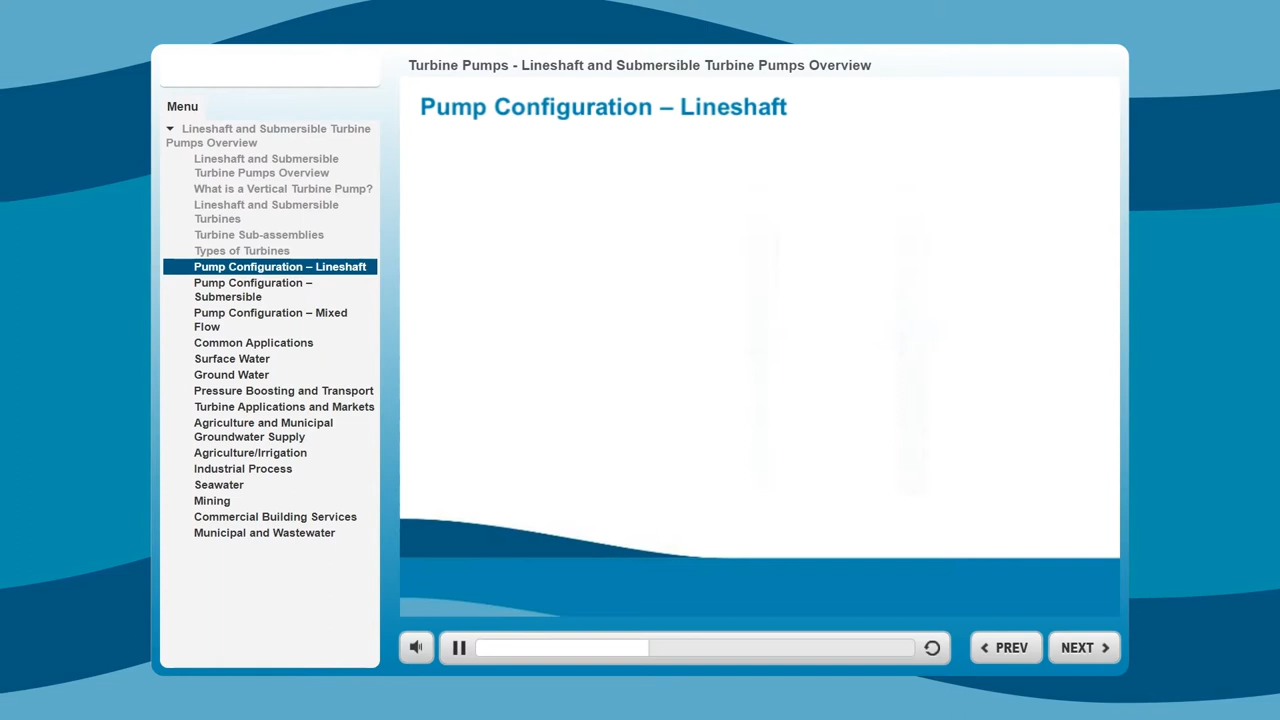 Turbine Pumps - Lineshaft and Submersible Turbine Pumps Overview
Menu
Lineshaft and Submersible Turbine
Pumps Overview
Lineshaft and Submersible
Turbine Pumps Overview
What is a Vertical Turbine Pump?
Lineshaft and Submersible
Turbines
Turbine Sub-assemblies
Types of Turbines
Pump Configuration – Lineshaft
Pump Configuration –
Submersible
Pump Configuration – Mixed
Flow
Common Applications
Surface Water
Ground Water
Pressure Boosting and Transport
Turbine Applications and Markets
Agriculture and Municipal
Groundwater Supply
Agriculture/Irrigation
Industrial Process
Seawater
Mining
Commercial Building Services
Municipal and Wastewater
Pump Configuration – Lineshaft
PREV
NEXT